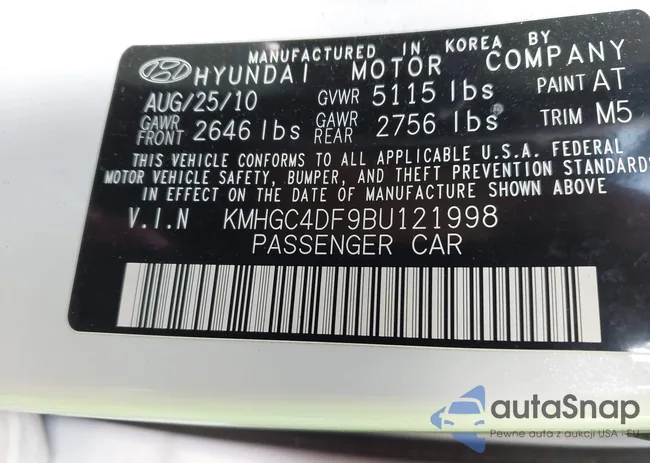 MANUFACTURED IN KOREA BY
HYUNDAI MOTOR COMPANY
AUG/25/10 GVWR 5115 lbs PAINT AT
GAWR FRONT 2646 lbs GAWR REAR 2756 lbs TRIM M5
THIS VEHICLE CONFORMS TO ALL APPLICABLE U.S.A. FEDERAL
MOTOR VEHICLE SAFETY, BUMPER, AND THEFT PREVENTION STANDARDS
IN EFFECT ON THE DATE OF MANUFACTURE SHOWN ABOVE
V.I.N KMHGC4DF9BU121998
PASSENGER CAR
autaSnap
Pewne auta z aukcji USA i EU